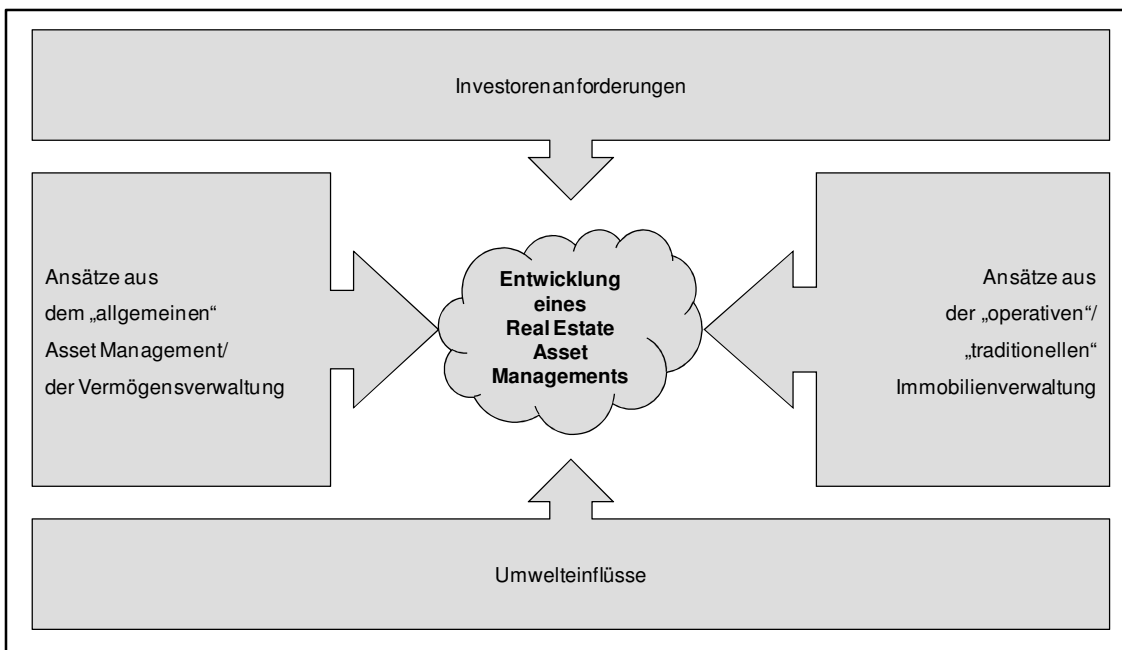 Investorenanforderungen
Ansätze aus
dem „allgemeinen“
Asset Management/
der Vermögensverwaltung
Entwicklung
eines
Real Estate
Asset
Managements
Ansätze aus
der „operativen“/
„traditionellen“
Immobilienverwaltung
Umwelteinflüsse